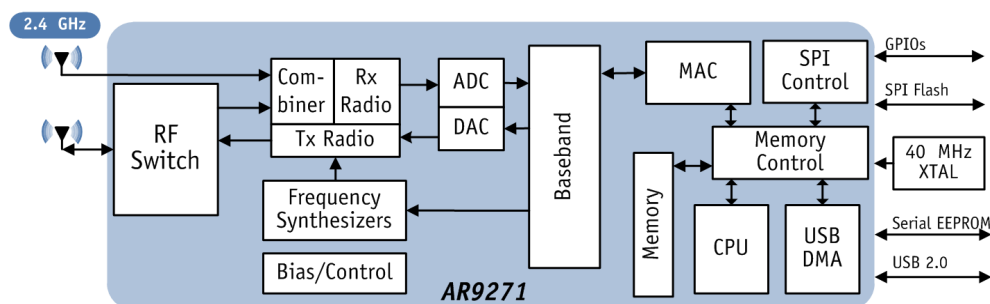 2.4 GHz
Com-
biner
Rx
Radio
Tx Radio
ADC
DAC
RF
Switch
Frequency
Synthesizers
Bias/Control
Baseband
MAC
SPI
Control
Memory
Control
Memory
CPU
USB
DMA
GPIOs
SPI Flash
40 MHz
XTAL
Serial EEPROM
USB 2.0
AR9271